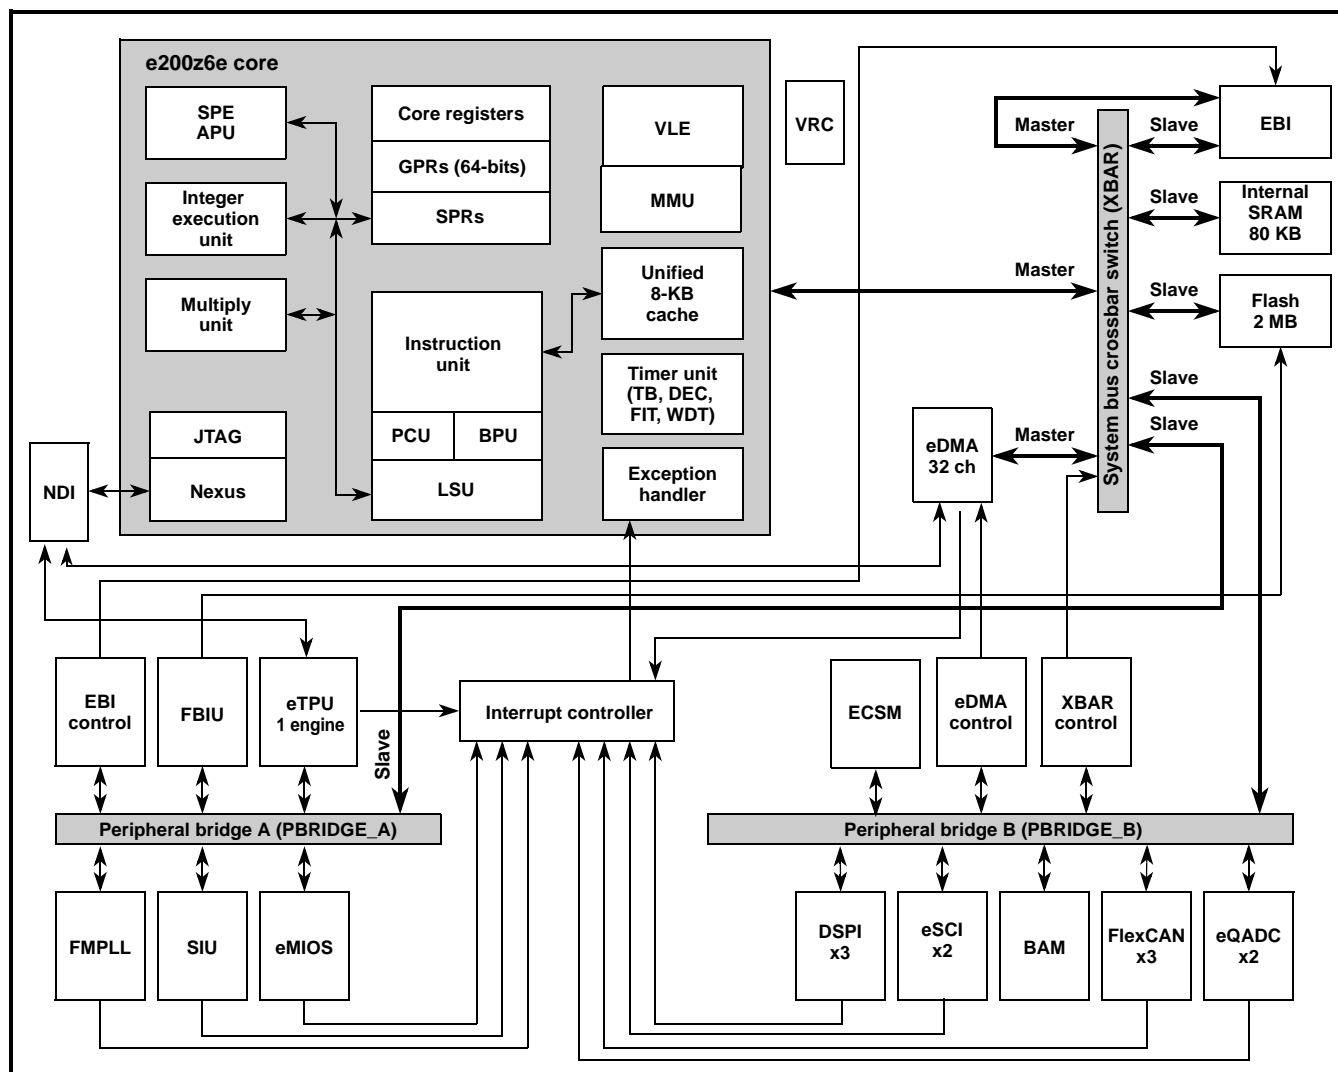 e200z6e core
SPE
APU
Integer
execution
unit
Multiply
unit
JTAG
Nexus
Core registers
GPRs (64-bits)
SPRs
Instruction
unit
PCU
BPU
LSU
VLE
MMU
Unified
8-KB
cache
Timer unit
(TB, DEC,
FIT, WDT)
Exception
handler
VRC
NDI
Master
Slave
EBI
Slave
Internal
SRAM
80 KB
Master
Slave
Flash
2 MB
System bus crossbar switch (XBAR)
Slave
Slave
Master
eDMA
32 ch
EBI
control
FBIU
eTPU
1 engine
Slave
Interrupt controller
ECSM
eDMA
control
XBAR
control
Peripheral bridge A (PBRIDGE_A)
Peripheral bridge B (PBRIDGE_B)
FMPLL
SIU
eMIOS
DSPI
x3
eSCI
x2
BAM
FlexCAN
x3
eQADC
x2